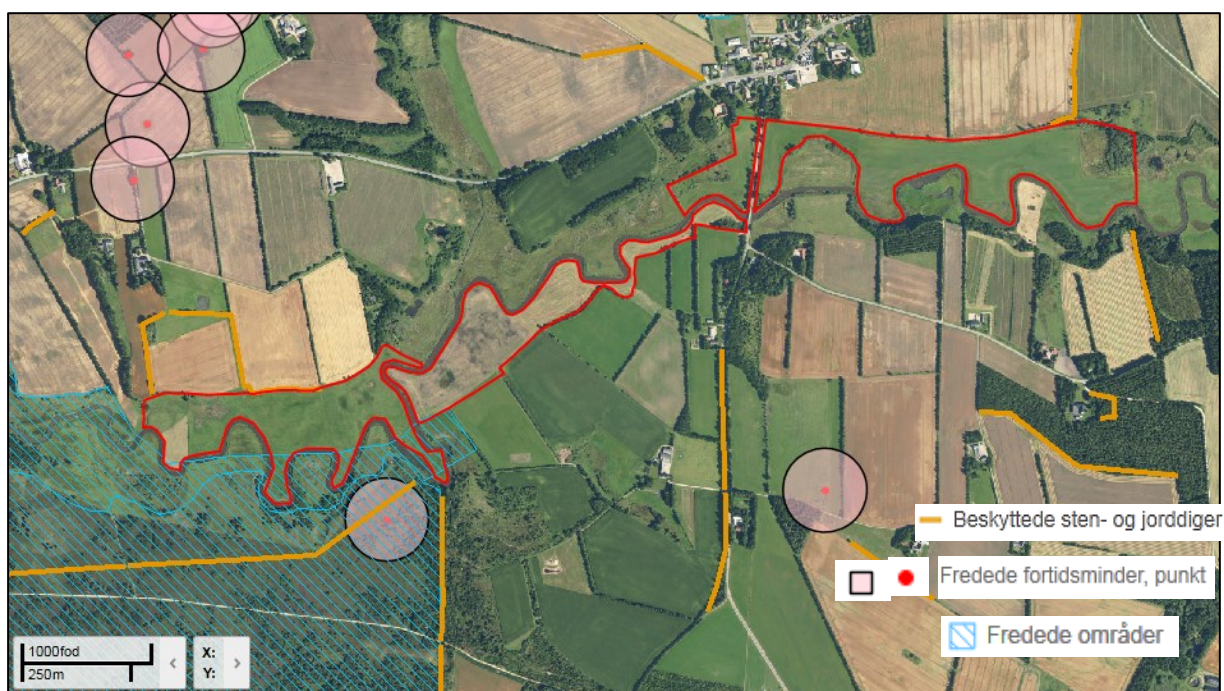 Beskyttede sten- og jorddiger
Fredede fortidsminder, punkt
Fredede områder
1000fod
250m
<
X:
Y:
>